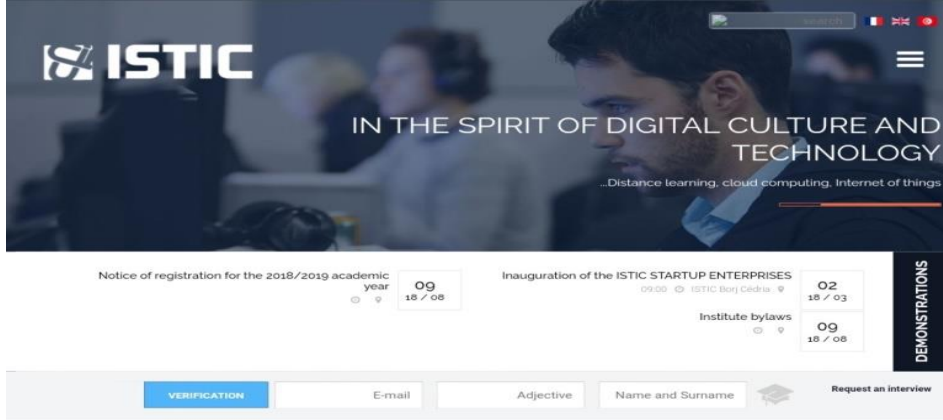 search
ISTIC
IN THE SPIRIT OF DIGITAL CULTURE AND
TECHNOLOGY
...Distance learning, cloud computing, Internet of things
DEMONSTRATIONS
Inauguration of the ISTIC STARTUP ENTERPRISES
09:00 ISTIC Borj Cédria
02
18 / 03
Institute bylaws
09
18 / 08
Notice of registration for the 2018/2019 academic
year
09
18 / 08
Request an interview
Name and Surname
Adjective
E-mail
VERIFICATION